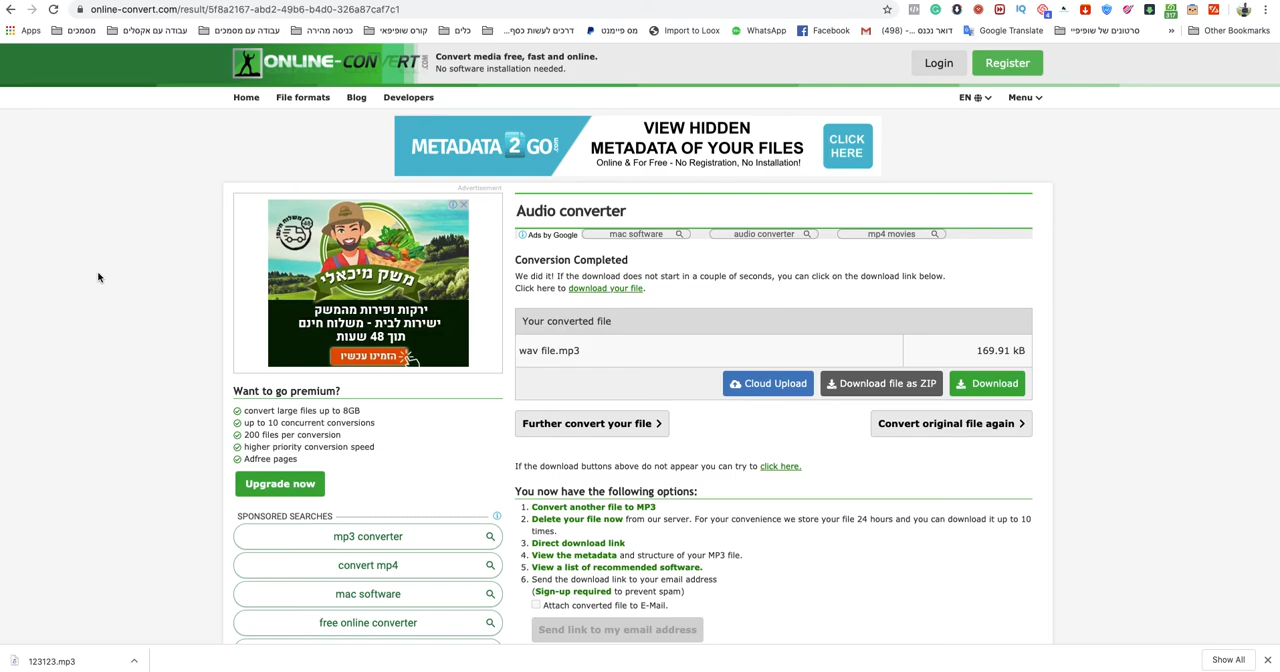 online-convert.com/result/5f8a2167-abd2-49b6-b4d0-326a87caf7c1
Apps מסמכים עבודה עם אקסלים עבודה עם מסמכים כניסה מהירה קורס שופיפאי כלים דרכים לעשות כסף... מס פיימנט Import to Loox WhatsApp Facebook דואר נכנס - (498)... Google Translate סרטונים של שופיפיי » Other Bookmarks
ONLINE-CONVERT.COM
Convert media free, fast and online.
No software installation needed.
Login Register
Home File formats Blog Developers EN Menu
METADATA 2 GO
VIEW HIDDEN
METADATA OF YOUR FILES
Online & For Free - No Registration, No Installation!
CLICK
HERE
Advertisement
משלוח חינם
משק מיכאלי
ירקות ופירות מהמשק
ישירות לבית - משלוח חינם
תוך 48 שעות
הזמינו עכשיו
Want to go premium?
convert large files up to 8GB
up to 10 concurrent conversions
200 files per conversion
higher priority conversion speed
Adfree pages
Upgrade now
SPONSORED SEARCHES
mp3 converter
convert mp4
mac software
free online converter
Audio converter
Ads by Google mac software audio converter mp4 movies
Conversion Completed
We did it! If the download does not start in a couple of seconds, you can click on the download link below.
Click here to download your file.
Your converted file
wav file.mp3 169.91 kB
Cloud Upload Download file as ZIP Download
Further convert your file Convert original file again
If the download buttons above do not appear you can try to click here.
You now have the following options:
1. Convert another file to MP3
2. Delete your file now from our server. For your convenience we store your file 24 hours and you can download it up to 10
times.
3. Direct download link
4. View the metadata and structure of your MP3 file.
5. View a list of recommended software.
6. Send the download link to your email address
(Sign-up required to prevent spam)
Attach converted file to E-Mail.
Send link to my email address
123123.mp3 Show All